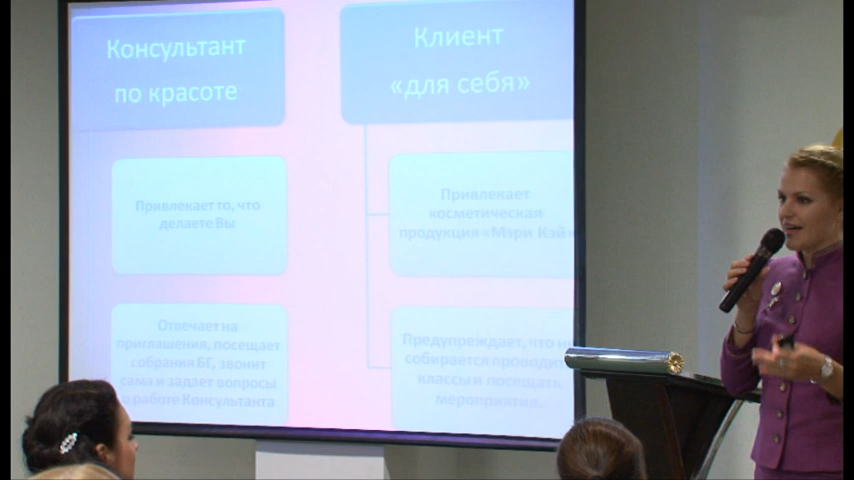 Консультант
по красоте
Привлекает то, что
делаете Вы
Отвечает на
приглашения, посещает
собрания БГ, звонит
сама и задает вопросы
о работе Консультанта
Клиент
«для себя»
Привлекает
косметическая
продукция «Мэри Кэй»
Предупреждает, что не
собирается проводить
классы и посещать
мероприятия.